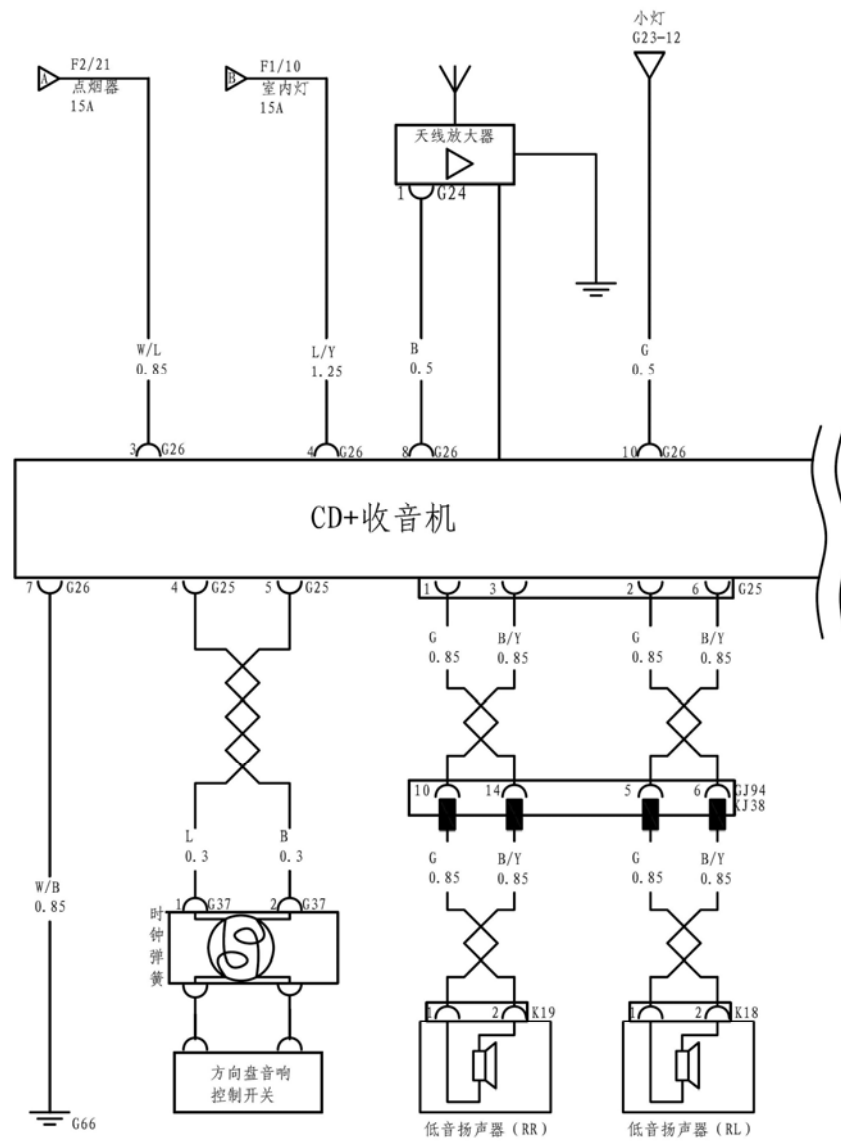 小灯
G23-12
A
F2/21
点烟器
15A
B
F1/10
室内灯
15A
天线放大器
1 G24
W/L
0.85
L/Y
1.25
B
0.5
G
0.5
3 G26
4 G26
8 G26
10 G26
CD+收音机
7 G26
4 G25
5 G25
1 3 2 6 G25
G
0.85
B/Y
0.85
G
0.85
B/Y
0.85
10 14 5 6 GJ94
KJ38
L
0.3
B
0.3
G
0.85
B/Y
0.85
G
0.85
B/Y
0.85
W/B
0.85
1 G37
2 G37
时
钟
弹
簧
1 2 K19
1 2 K18
方向盘音响
控制开关
G66
低音扬声器（RR）
低音扬声器（RL）